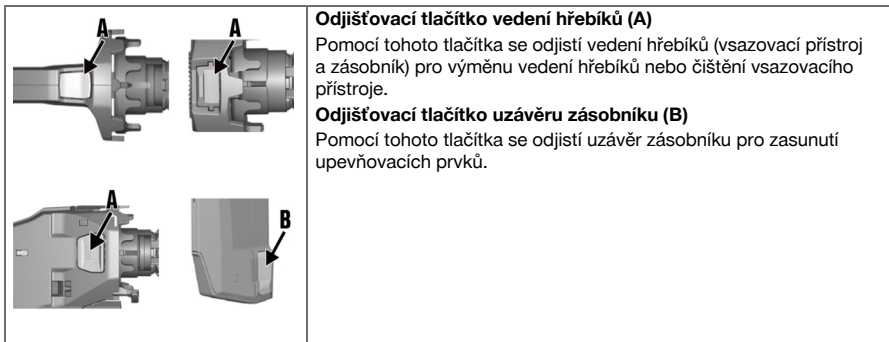 A
A
A
B
Odjišťovací tlačítko vedení hřebíků (A)
Pomocí tohoto tlačítka se odjistí vedení hřebíků (vsazovací přístroj
a zásobník) pro výměnu vedení hřebíků nebo čištění vsazovacího
přístroje.
Odjišťovací tlačítko uzávěru zásobníku (B)
Pomocí tohoto tlačítka se odjistí uzávěr zásobníku pro zasunutí
upevňovacích prvků.